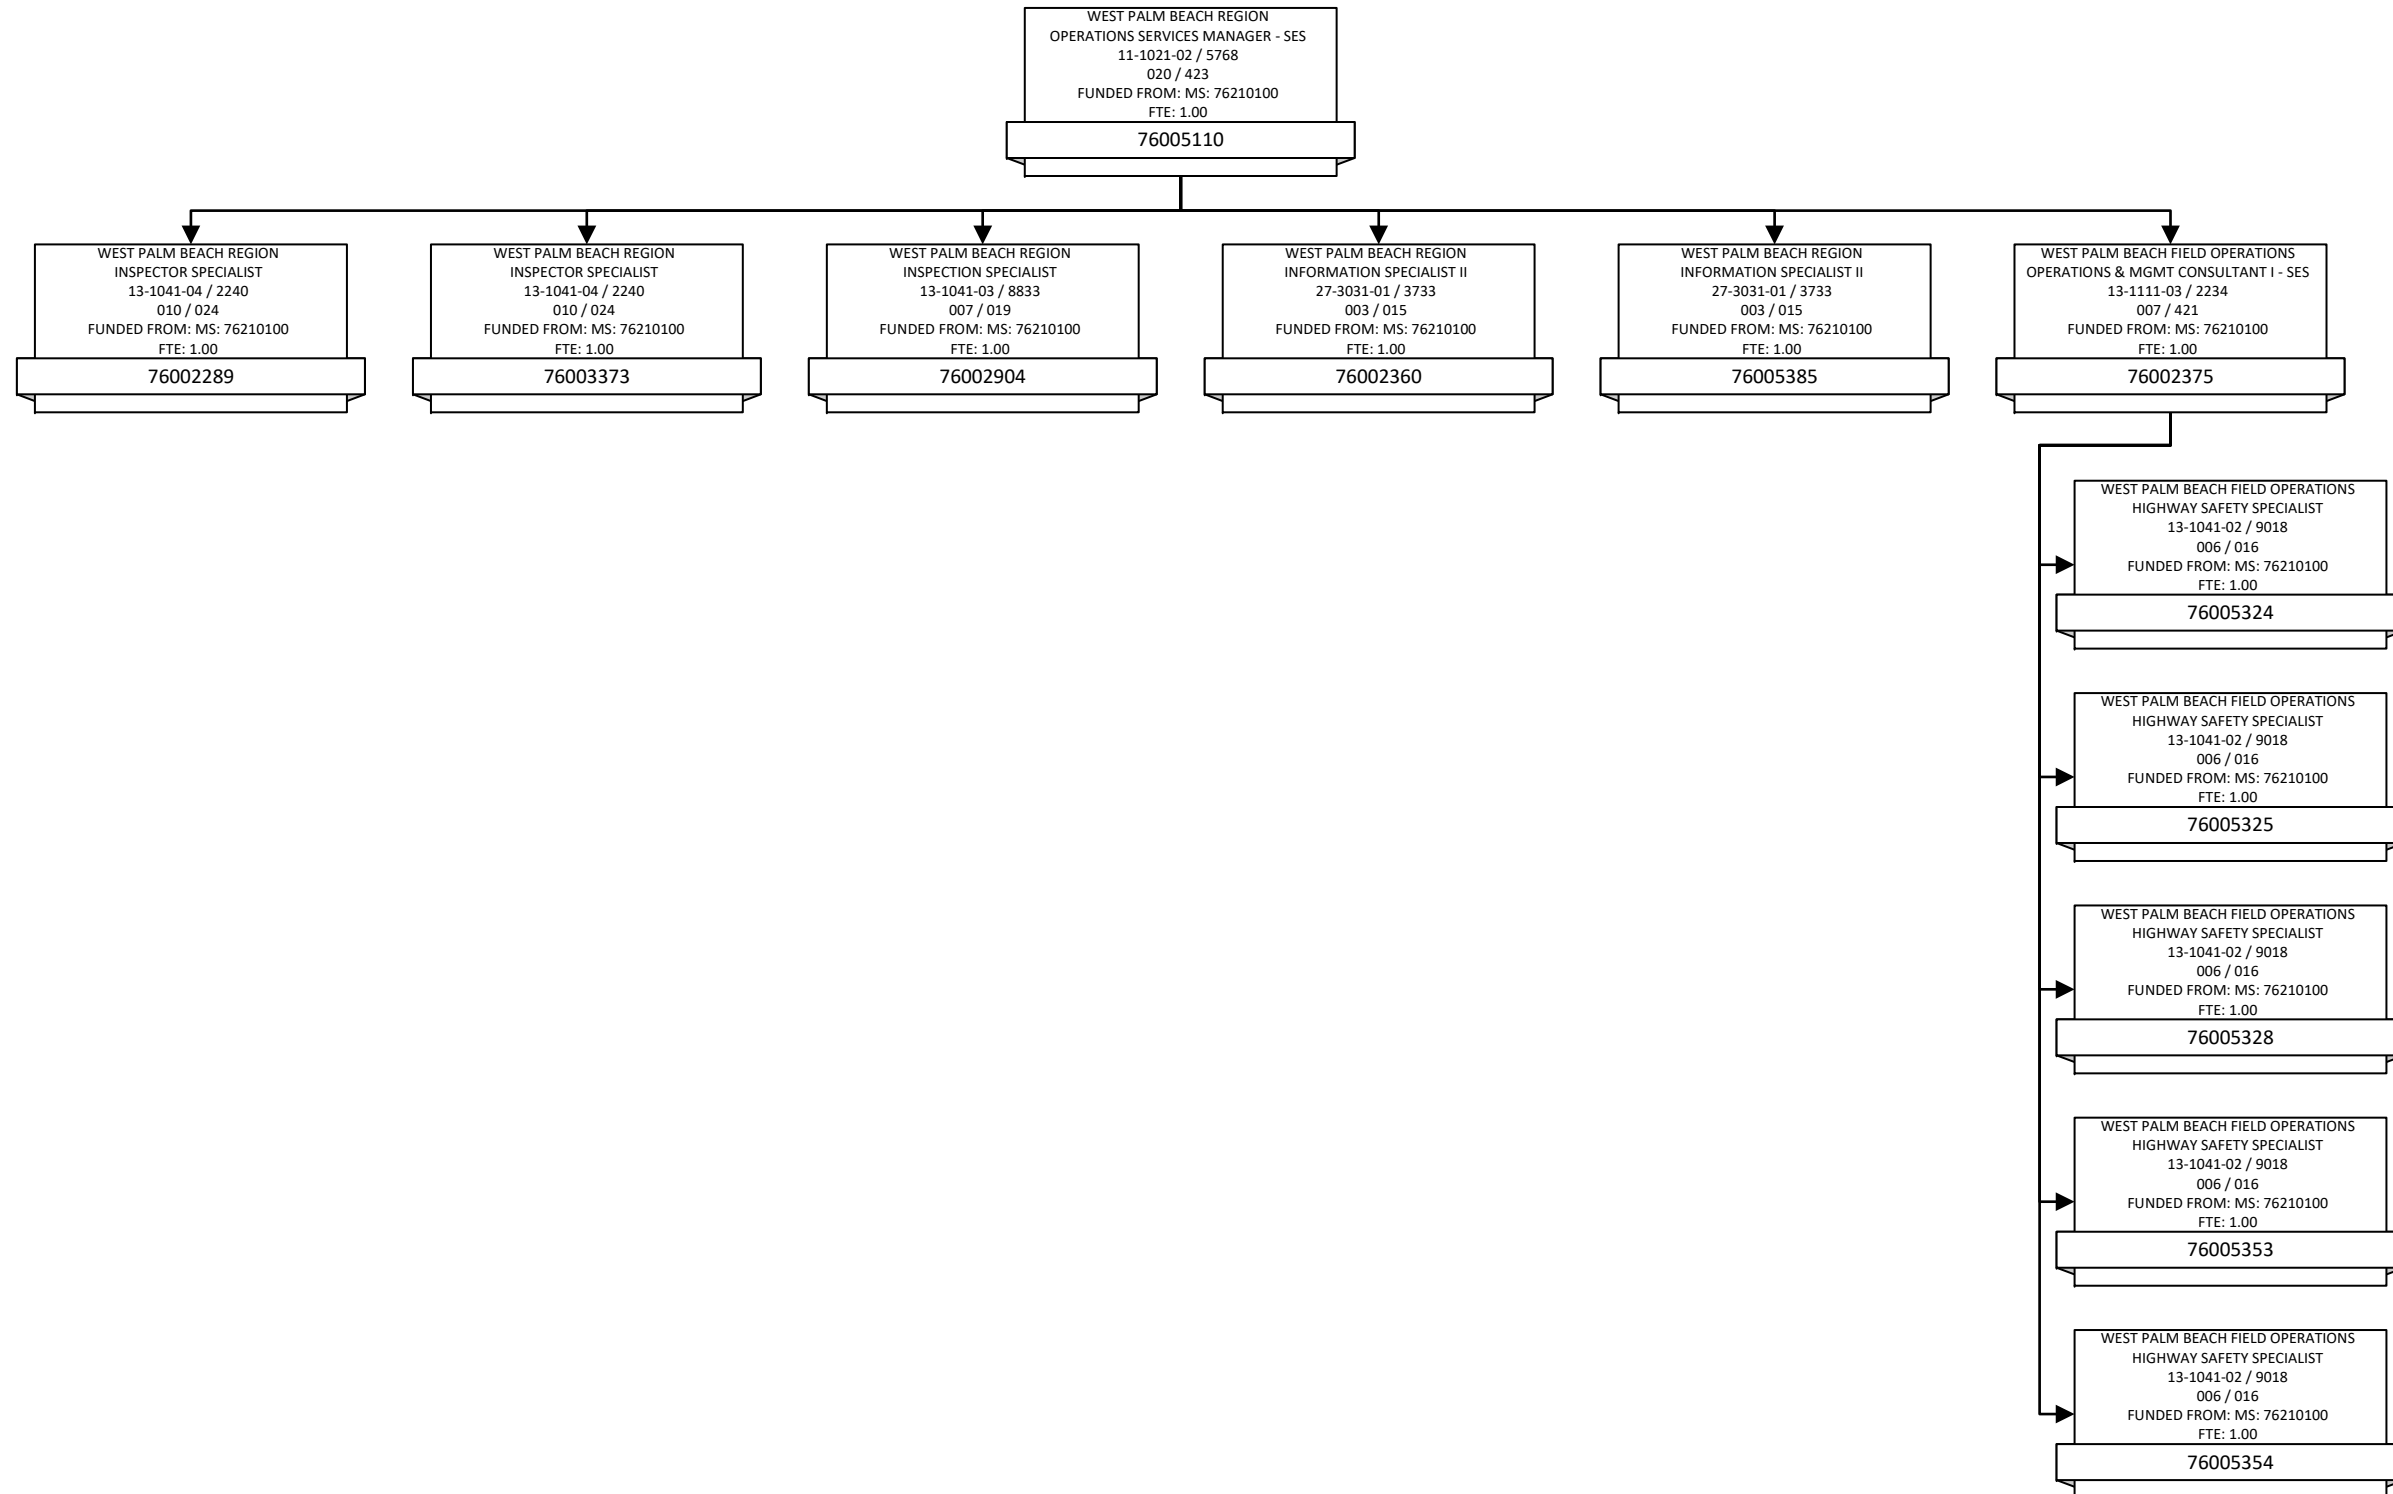 WEST PALM BEACH REGION
OPERATIONS SERVICES MANAGER - SES
11-1021-02 / 5768
020 / 423
FUNDED FROM: MS: 76210100
FTE: 1.00
76005110
WEST PALM BEACH REGION
INSPECTOR SPECIALIST
13-1041-04 / 2240
010 / 024
FUNDED FROM: MS: 76210100
FTE: 1.00
76002289
WEST PALM BEACH REGION
INSPECTOR SPECIALIST
13-1041-04 / 2240
010 / 024
FUNDED FROM: MS: 76210100
FTE: 1.00
76003373
WEST PALM BEACH REGION
INSPECTION SPECIALIST
13-1041-03 / 8833
007 / 019
FUNDED FROM: MS: 76210100
FTE: 1.00
76002904
WEST PALM BEACH REGION
INFORMATION SPECIALIST II
27-3031-01 / 3733
003 / 015
FUNDED FROM: MS: 76210100
FTE: 1.00
76002360
WEST PALM BEACH REGION
INFORMATION SPECIALIST II
27-3031-01 / 3733
003 / 015
FUNDED FROM: MS: 76210100
FTE: 1.00
76005385
WEST PALM BEACH FIELD OPERATIONS
OPERATIONS & MGMT CONSULTANT I - SES
13-1111-03 / 2234
007 / 421
FUNDED FROM: MS: 76210100
FTE: 1.00
76002375
WEST PALM BEACH FIELD OPERATIONS
HIGHWAY SAFETY SPECIALIST
13-1041-02 / 9018
006 / 016
FUNDED FROM: MS: 76210100
FTE: 1.00
76005324
WEST PALM BEACH FIELD OPERATIONS
HIGHWAY SAFETY SPECIALIST
13-1041-02 / 9018
006 / 016
FUNDED FROM: MS: 76210100
FTE: 1.00
76005325
WEST PALM BEACH FIELD OPERATIONS
HIGHWAY SAFETY SPECIALIST
13-1041-02 / 9018
006 / 016
FUNDED FROM: MS: 76210100
FTE: 1.00
76005328
WEST PALM BEACH FIELD OPERATIONS
HIGHWAY SAFETY SPECIALIST
13-1041-02 / 9018
006 / 016
FUNDED FROM: MS: 76210100
FTE: 1.00
76005353
WEST PALM BEACH FIELD OPERATIONS
HIGHWAY SAFETY SPECIALIST
13-1041-02 / 9018
006 / 016
FUNDED FROM: MS: 76210100
FTE: 1.00
76005354